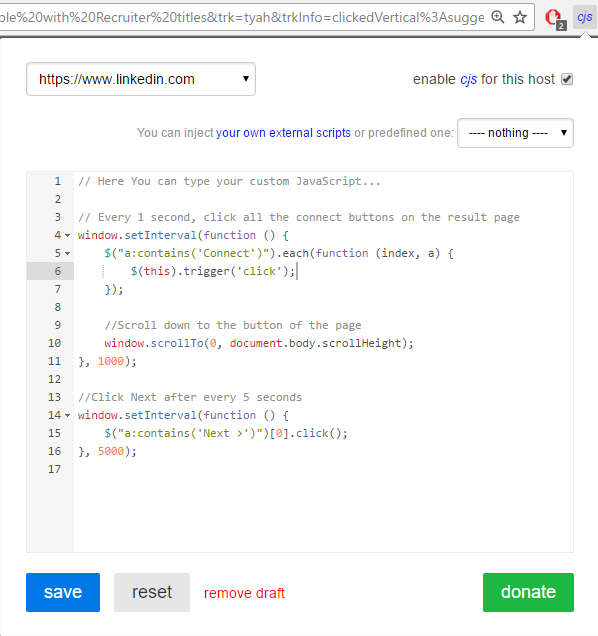 ple%20with%20Recruiter%20titles&trk=tyah&trkInfo=clickedVertical%3Asugge
2
cjs
https://www.linkedin.com
enable cjs for this host
You can inject your own external scripts or predefined one:
---- nothing ----
1 // Here You can type your custom JavaScript...
2
3 // Every 1 second, click all the connect buttons on the result page
4 window.setInterval(function () {
5     $("a:contains('Connect')").each(function (index, a) {
6         $(this).trigger('click');
7     });
8
9     //Scroll down to the button of the page
10     window.scrollTo(0, document.body.scrollHeight);
11 }, 1000);
12
13 //Click Next after every 5 seconds
14 window.setInterval(function () {
15     $("a:contains('Next >')")[0].click();
16 }, 5000);
17
save
reset
remove draft
donate